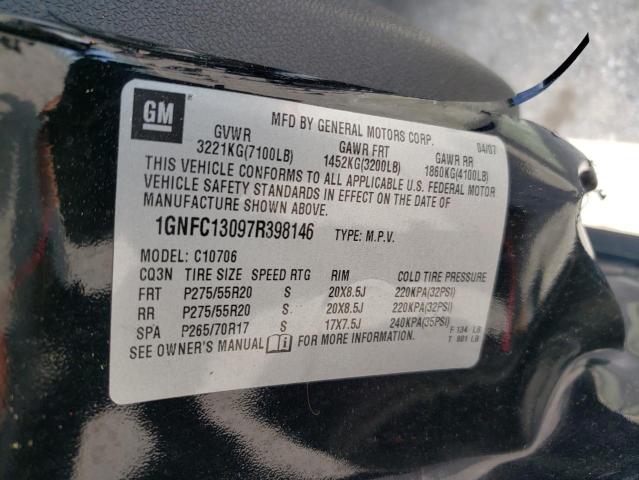 GM
MFD BY GENERAL MOTORS CORP. 04/07
GVWR GAWR FRT GAWR RR
3221KG(7100LB) 1452KG(3200LB) 1860KG(4100LB)
THIS VEHICLE CONFORMS TO ALL APPLICABLE U.S. FEDERAL MOTOR
VEHICLE SAFETY STANDARDS IN EFFECT ON THE DATE OF
MANUFACTURE SHOWN ABOVE.
1GNFC13097R398146 TYPE: M.P.V.
MODEL: C10706
CQ3N TIRE SIZE SPEED RTG RIM COLD TIRE PRESSURE
FRT P275/55R20 S 20X8.5J 220KPA(32PSI)
RR P275/55R20 S 20X8.5J 220KPA(32PSI)
SPA P265/70R17 S 17X7.5J 240KPA(35PSI)
SEE OWNER'S MANUAL FOR MORE INFORMATION. F 134 LB
T 801 LB